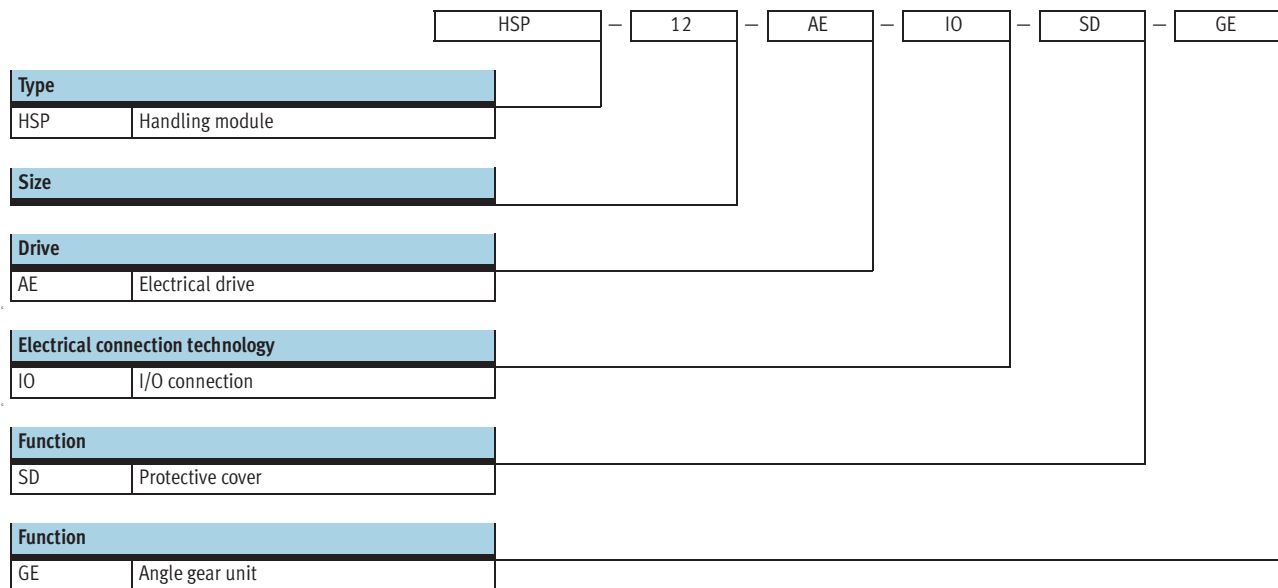 HSP – 12 – AE – IO – SD – GE
Type
HSP Handling module
Size
Drive
AE Electrical drive
Electrical connection technology
IO I/O connection
Function
SD Protective cover
Function
GE Angle gear unit